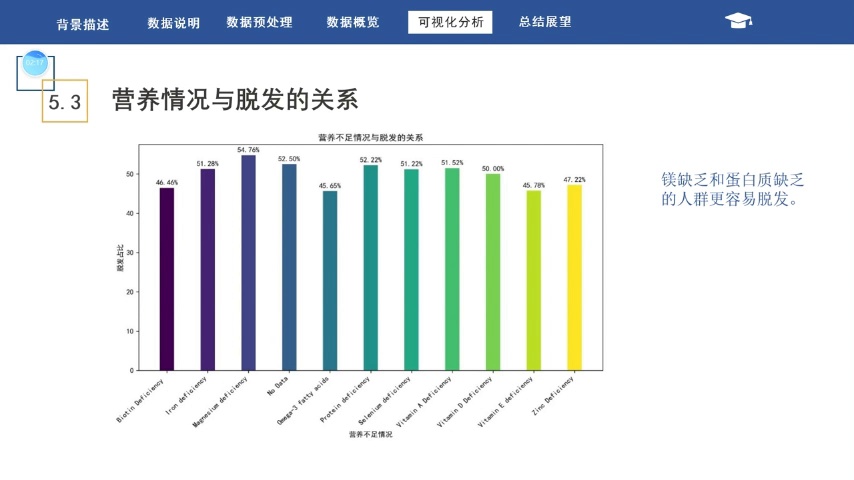 背景描述
数据说明
数据预处理
数据概览
可视化分析
总结展望
02:17
5.3
营养情况与脱发的关系
营养不足情况与脱发的关系
46.46%
51.28%
54.76%
52.50%
45.65%
52.22%
51.22%
51.52%
50.00%
45.78%
47.22%
50
40
30
20
10
0
脱发占比
Biotin Deficiency
Iron deficiency
Magnesium deficiency
No Data
Omega-3 fatty acids
Protein deficiency
Selenium deficiency
Vitamin A Deficiency
Vitamin D Deficiency
Vitamin E deficiency
Zinc Deficiency
营养不足情况
镁缺乏和蛋白质缺乏
的人群更容易脱发。